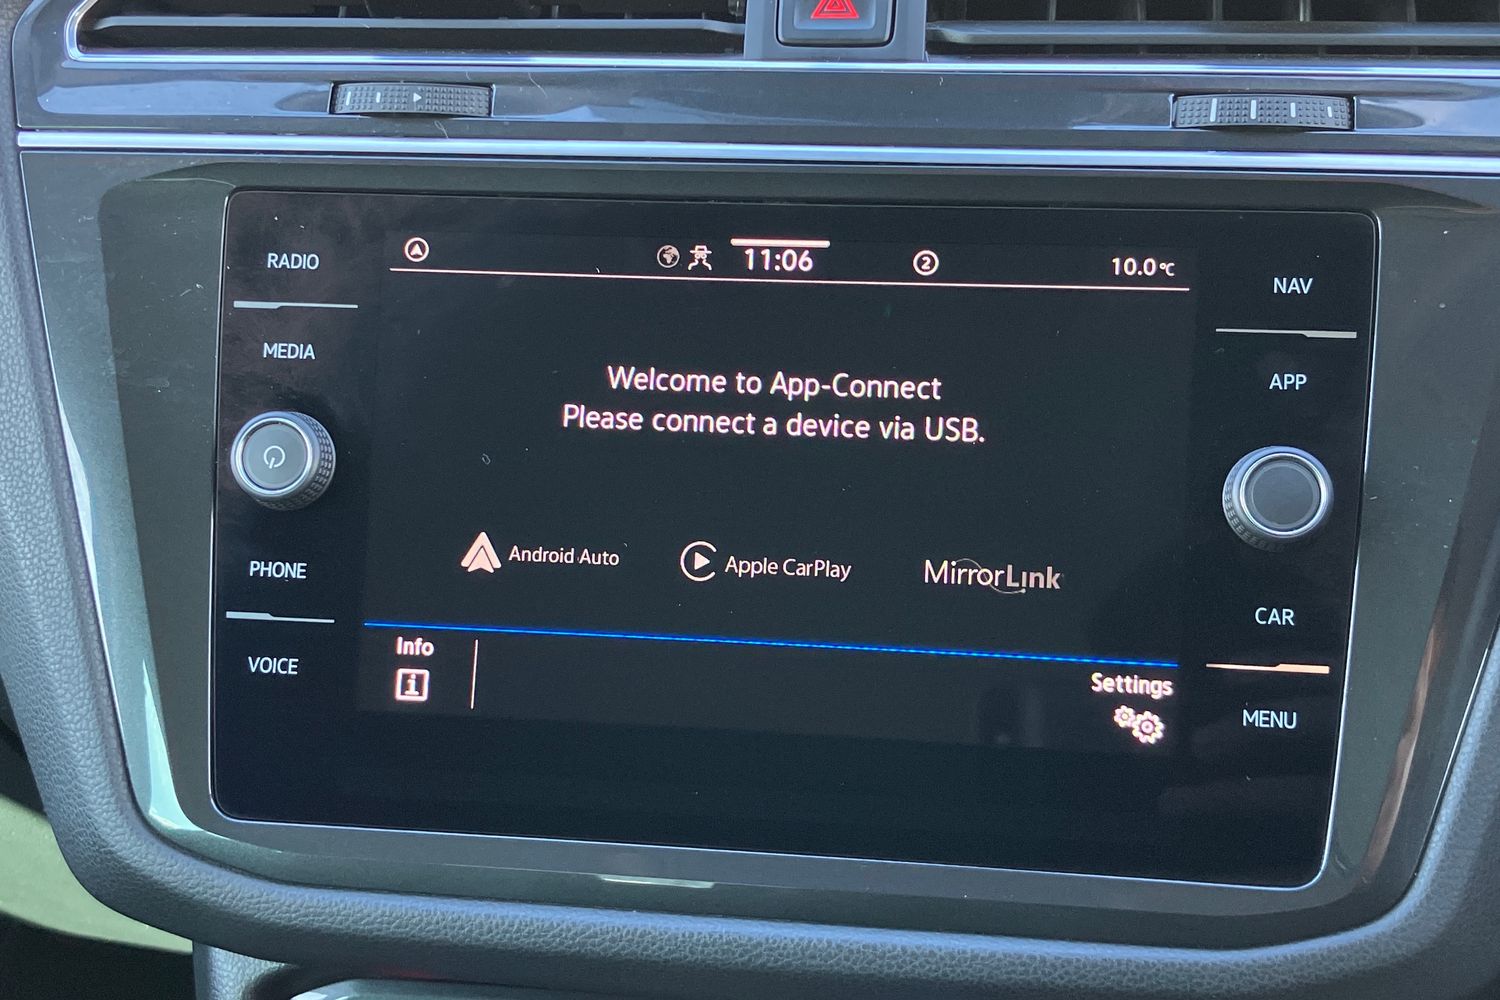 RADIO
11:06
2
10.0°C
NAV
MEDIA
APP
Welcome to App-Connect
Please connect a device via USB.
Android Auto
Apple CarPlay
MirrorLink
PHONE
CAR
Info
i
VOICE
Settings
MENU